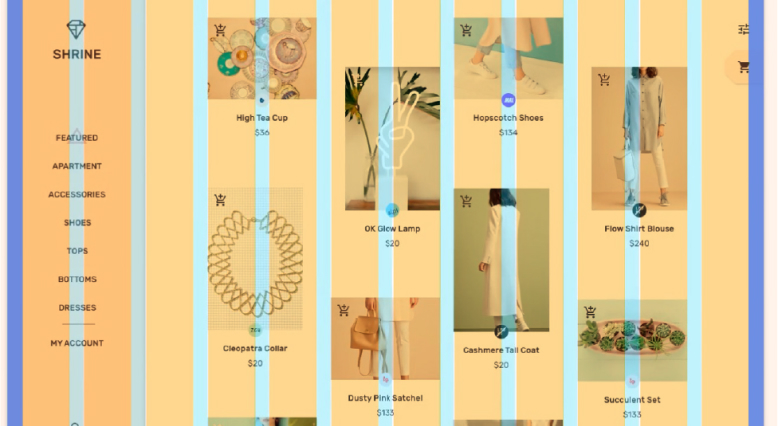 SHRINE
FEATURED
APARTMENT
ACCESSORIES
SHOES
TOPS
BOTTOMS
DRESSES
MY ACCOUNT
High Tea Cup
$36
Cleopatra Collar
$20
OK Glow Lamp
$20
Dusty Pink Satchel
$133
Hopscotch Shoes
$134
Cashmere Tail Coat
$20
Flow Shirt Blouse
$240
Succulent Set
$133